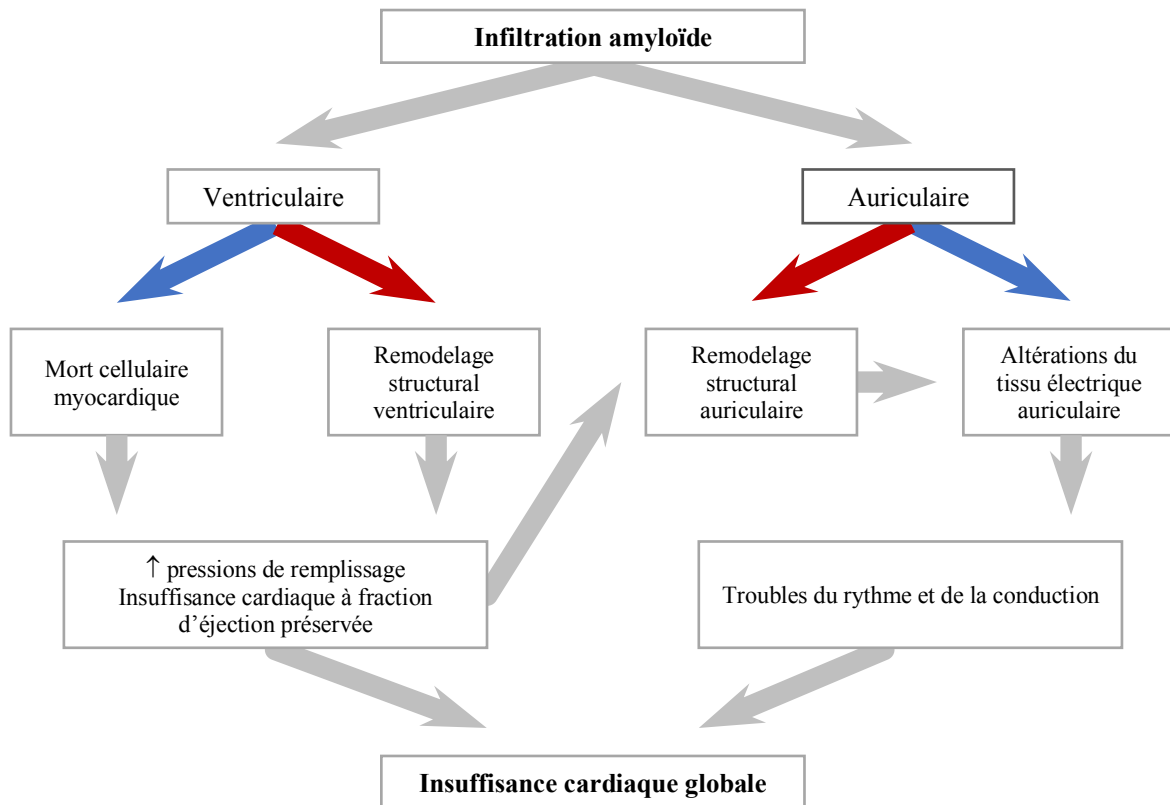 Infiltration amyloïde
Ventriculaire
Auriculaire
Mort cellulaire
myocardique
Remodelage
structural
ventriculaire
Remodelage
structural
auriculaire
Altérations du
tissu électrique
auriculaire
↑ pressions de remplissage
Insuffisance cardiaque à fraction
d’éjection préservée
Troubles du rythme et de la conduction
Insuffisance cardiaque globale